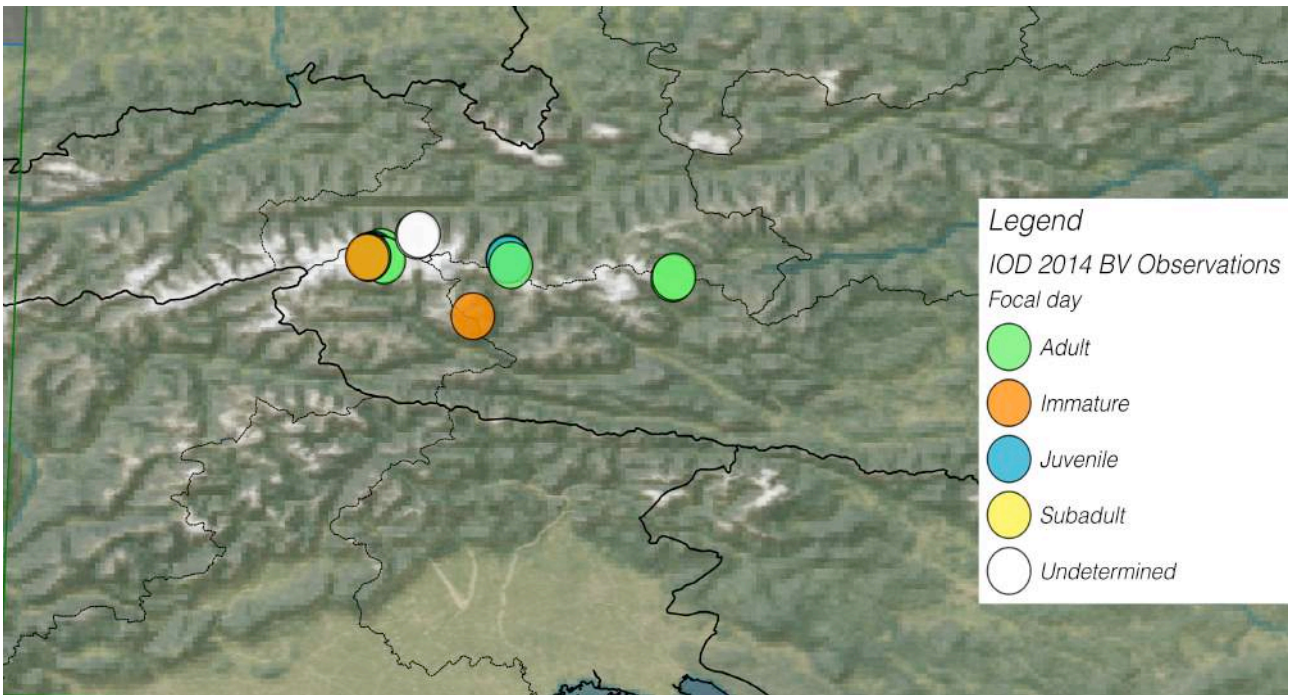 Legend
IOD 2014 BV Observations
Focal day
Adult
Immature
Juvenile
Subadult
Undetermined